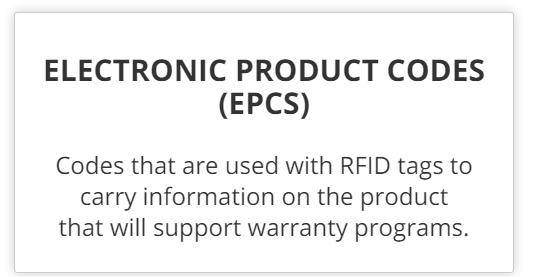 ELECTRONIC PRODUCT CODES
(EPCS)
Codes that are used with RFID tags to
carry information on the product
that will support warranty programs.